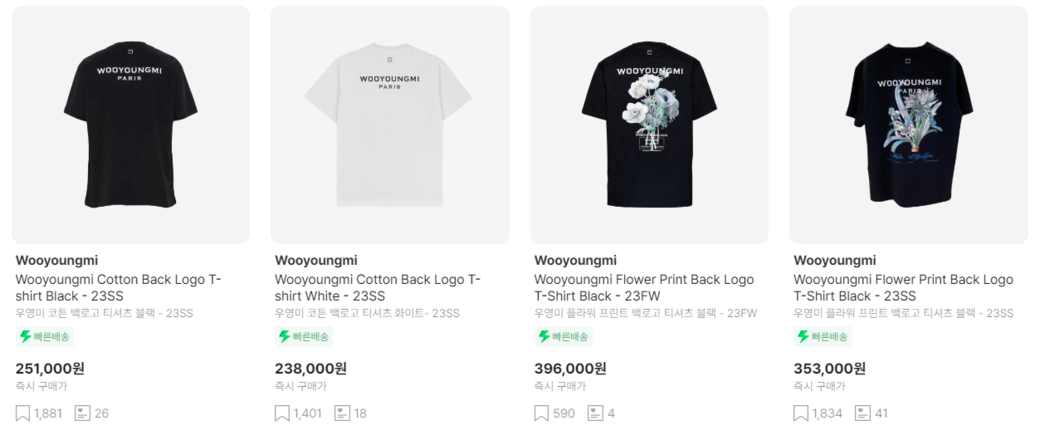 WOOYOUNGMI
PARIS
WOOYOUNGMI
PARIS
WOOYOUNGMI
WOOYOUNGMI
PARIS
Wooyoungmi
Wooyoungmi Cotton Back Logo T-
shirt Black - 23SS
우영미 코튼 백로고 티셔츠 블랙 - 23SS
빠른배송
251,000원
즉시 구매가
1,881
26
Wooyoungmi
Wooyoungmi Cotton Back Logo T-
shirt White - 23SS
우영미 코튼 백로고 티셔츠 화이트- 23SS
빠른배송
238,000원
즉시 구매가
1,401
18
Wooyoungmi
Wooyoungmi Flower Print Back Logo
T-Shirt Black - 23FW
우영미 플라워 프린트 백로고 티셔츠 블랙 - 23FW
빠른배송
396,000원
즉시 구매가
590
4
Wooyoungmi
Wooyoungmi Flower Print Back Logo
T-Shirt Black - 23SS
우영미 플라워 프린트 백로고 티셔츠 블랙 - 23SS
빠른배송
353,000원
즉시 구매가
1,834
41